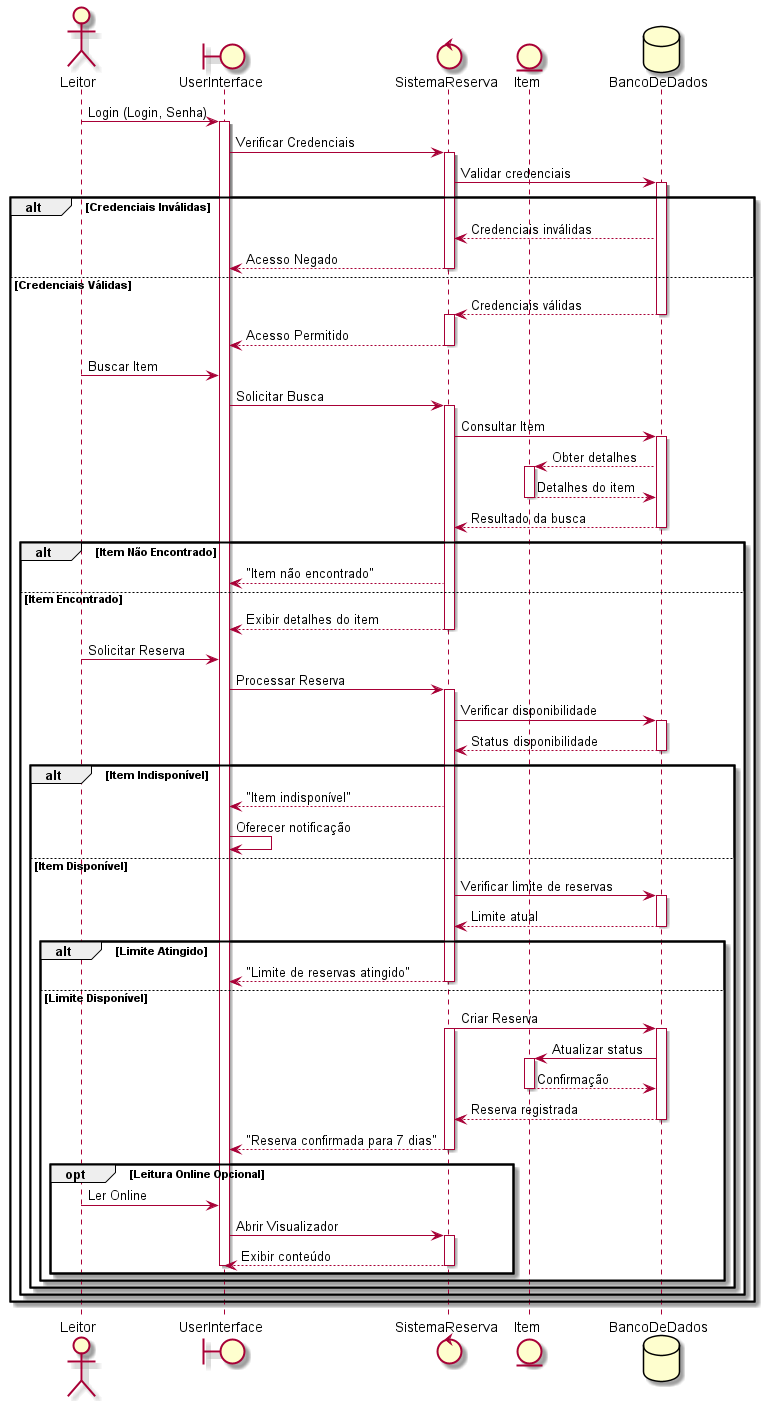 Leitor
UserInterface
SistemaReserva
Item
BancoDeDados
Login (Login, Senha)
Verificar Credenciais
Validar credenciais
alt
[Credenciais Inválidas]
Credenciais inválidas
Acesso Negado
[Credenciais Válidas]
Credenciais válidas
Acesso Permitido
Buscar Item
Solicitar Busca
Consultar Item
Obter detalhes
Detalhes do item
Resultado da busca
alt
[Item Não Encontrado]
"Item não encontrado"
[Item Encontrado]
Exibir detalhes do item
Solicitar Reserva
Processar Reserva
Verificar disponibilidade
Status disponibilidade
alt
[Item Indisponível]
"Item indisponível"
Oferecer notificação
[Item Disponível]
Verificar limite de reservas
Limite atual
alt
[Limite Atingido]
"Limite de reservas atingido"
[Limite Disponível]
Criar Reserva
Atualizar status
Confirmação
Reserva registrada
"Reserva confirmada para 7 dias"
opt
[Leitura Online Opcional]
Ler Online
Abrir Visualizador
Exibir conteúdo
Leitor
UserInterface
SistemaReserva
Item
BancoDeDados